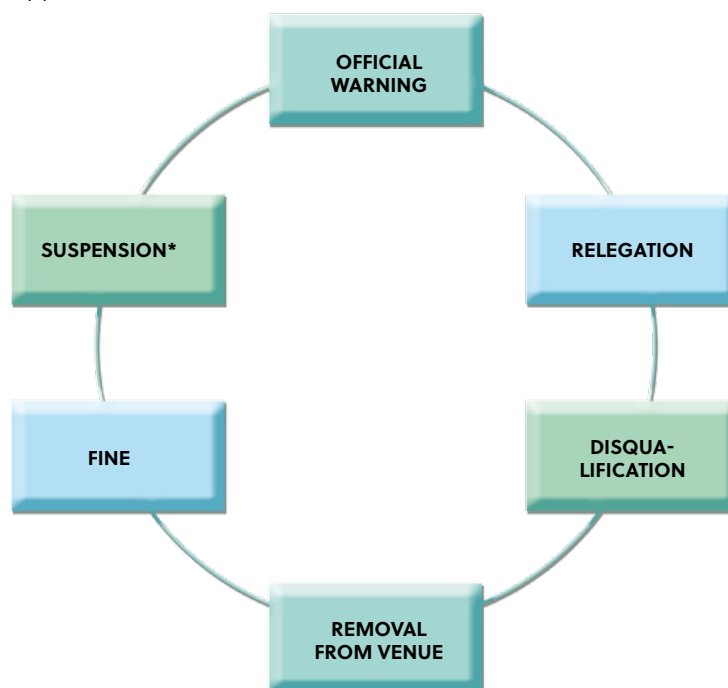 OFFICIAL
WARNING
SUSPENSION*
RELEGATION
FINE
DISQUA-
LIFICATION
REMOVAL
FROM VENUE